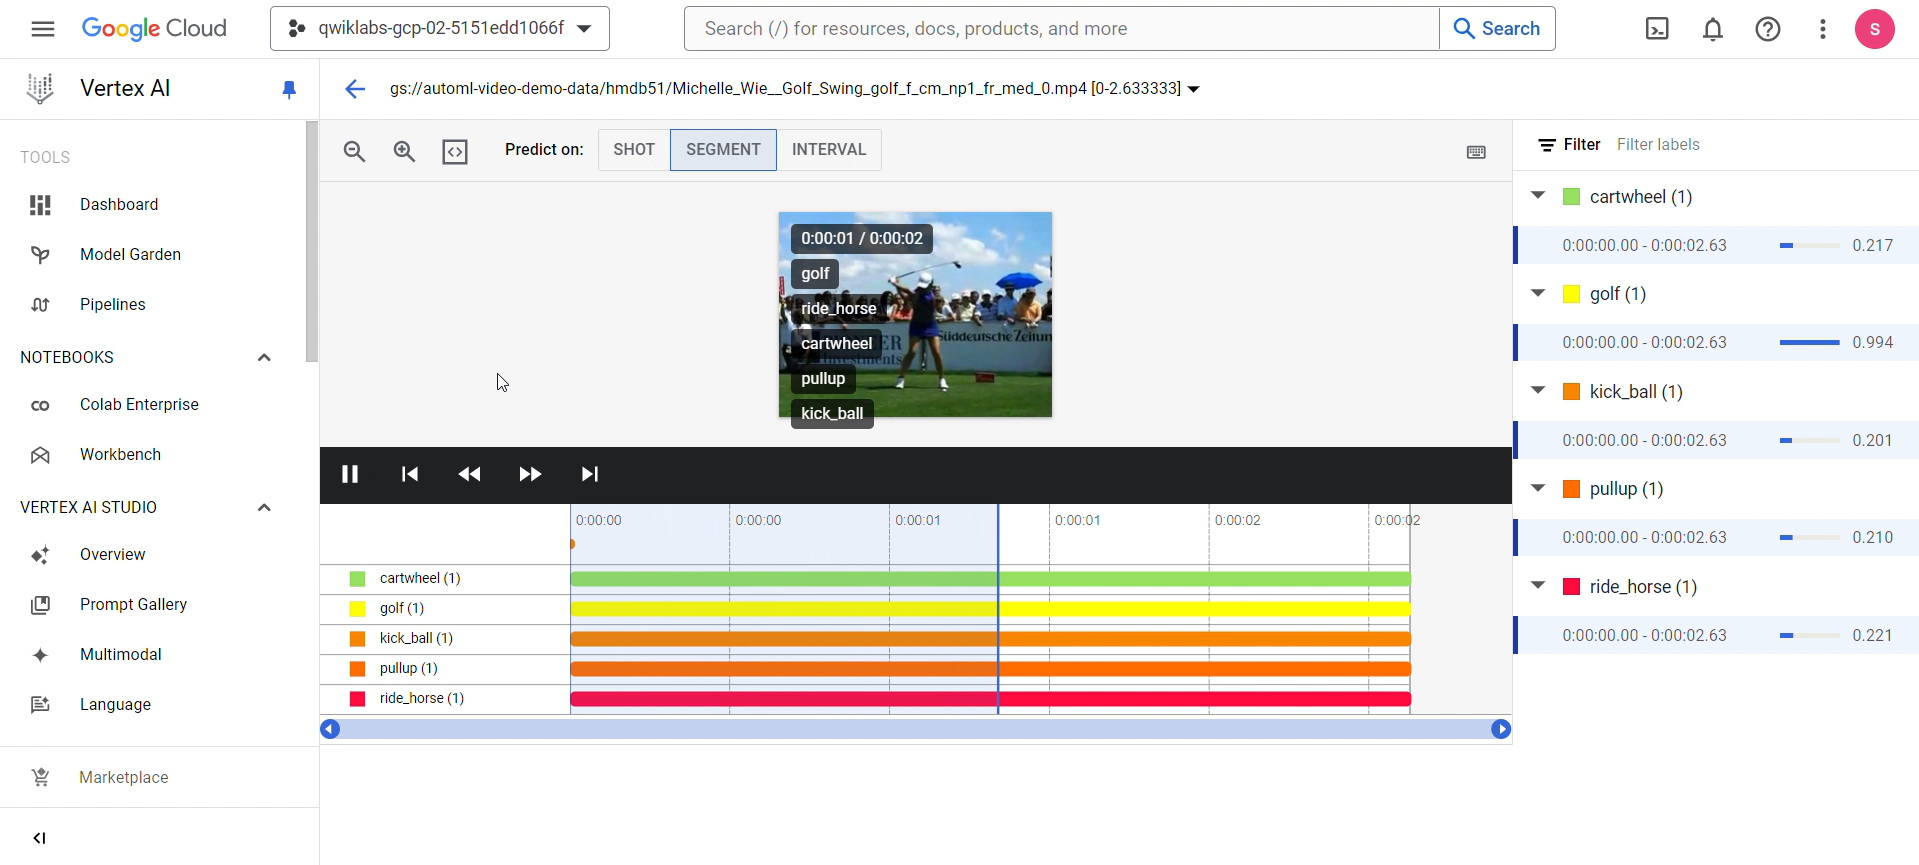 Google Cloud
qwiklabs-gcp-02-5151edd1066f
Search (/) for resources, docs, products, and more
Search
S
Vertex AI
gs://automl-video-demo-data/hmdb51/Michelle_Wie__Golf_Swing_golf_f_cm_np1_fr_med_0.mp4 [0-2.633333]
TOOLS
Dashboard
Model Garden
Pipelines
NOTEBOOKS
Colab Enterprise
Workbench
VERTEX AI STUDIO
Overview
Prompt Gallery
Multimodal
Language
Marketplace
Predict on:
SHOT
SEGMENT
INTERVAL
0:00:01 / 0:00:02
golf
ride_horse
cartwheel
pullup
kick_ball
Süddeutsche Zeitun
Investments
0:00:00
0:00:00
0:00:01
0:00:01
0:00:02
0:00:02
cartwheel (1)
golf (1)
kick_ball (1)
pullup (1)
ride_horse (1)
Filter
Filter labels
cartwheel (1)
0:00:00.00 - 0:00:02.63 0.217
golf (1)
0:00:00.00 - 0:00:02.63 0.994
kick_ball (1)
0:00:00.00 - 0:00:02.63 0.201
pullup (1)
0:00:00.00 - 0:00:02.63 0.210
ride_horse (1)
0:00:00.00 - 0:00:02.63 0.221